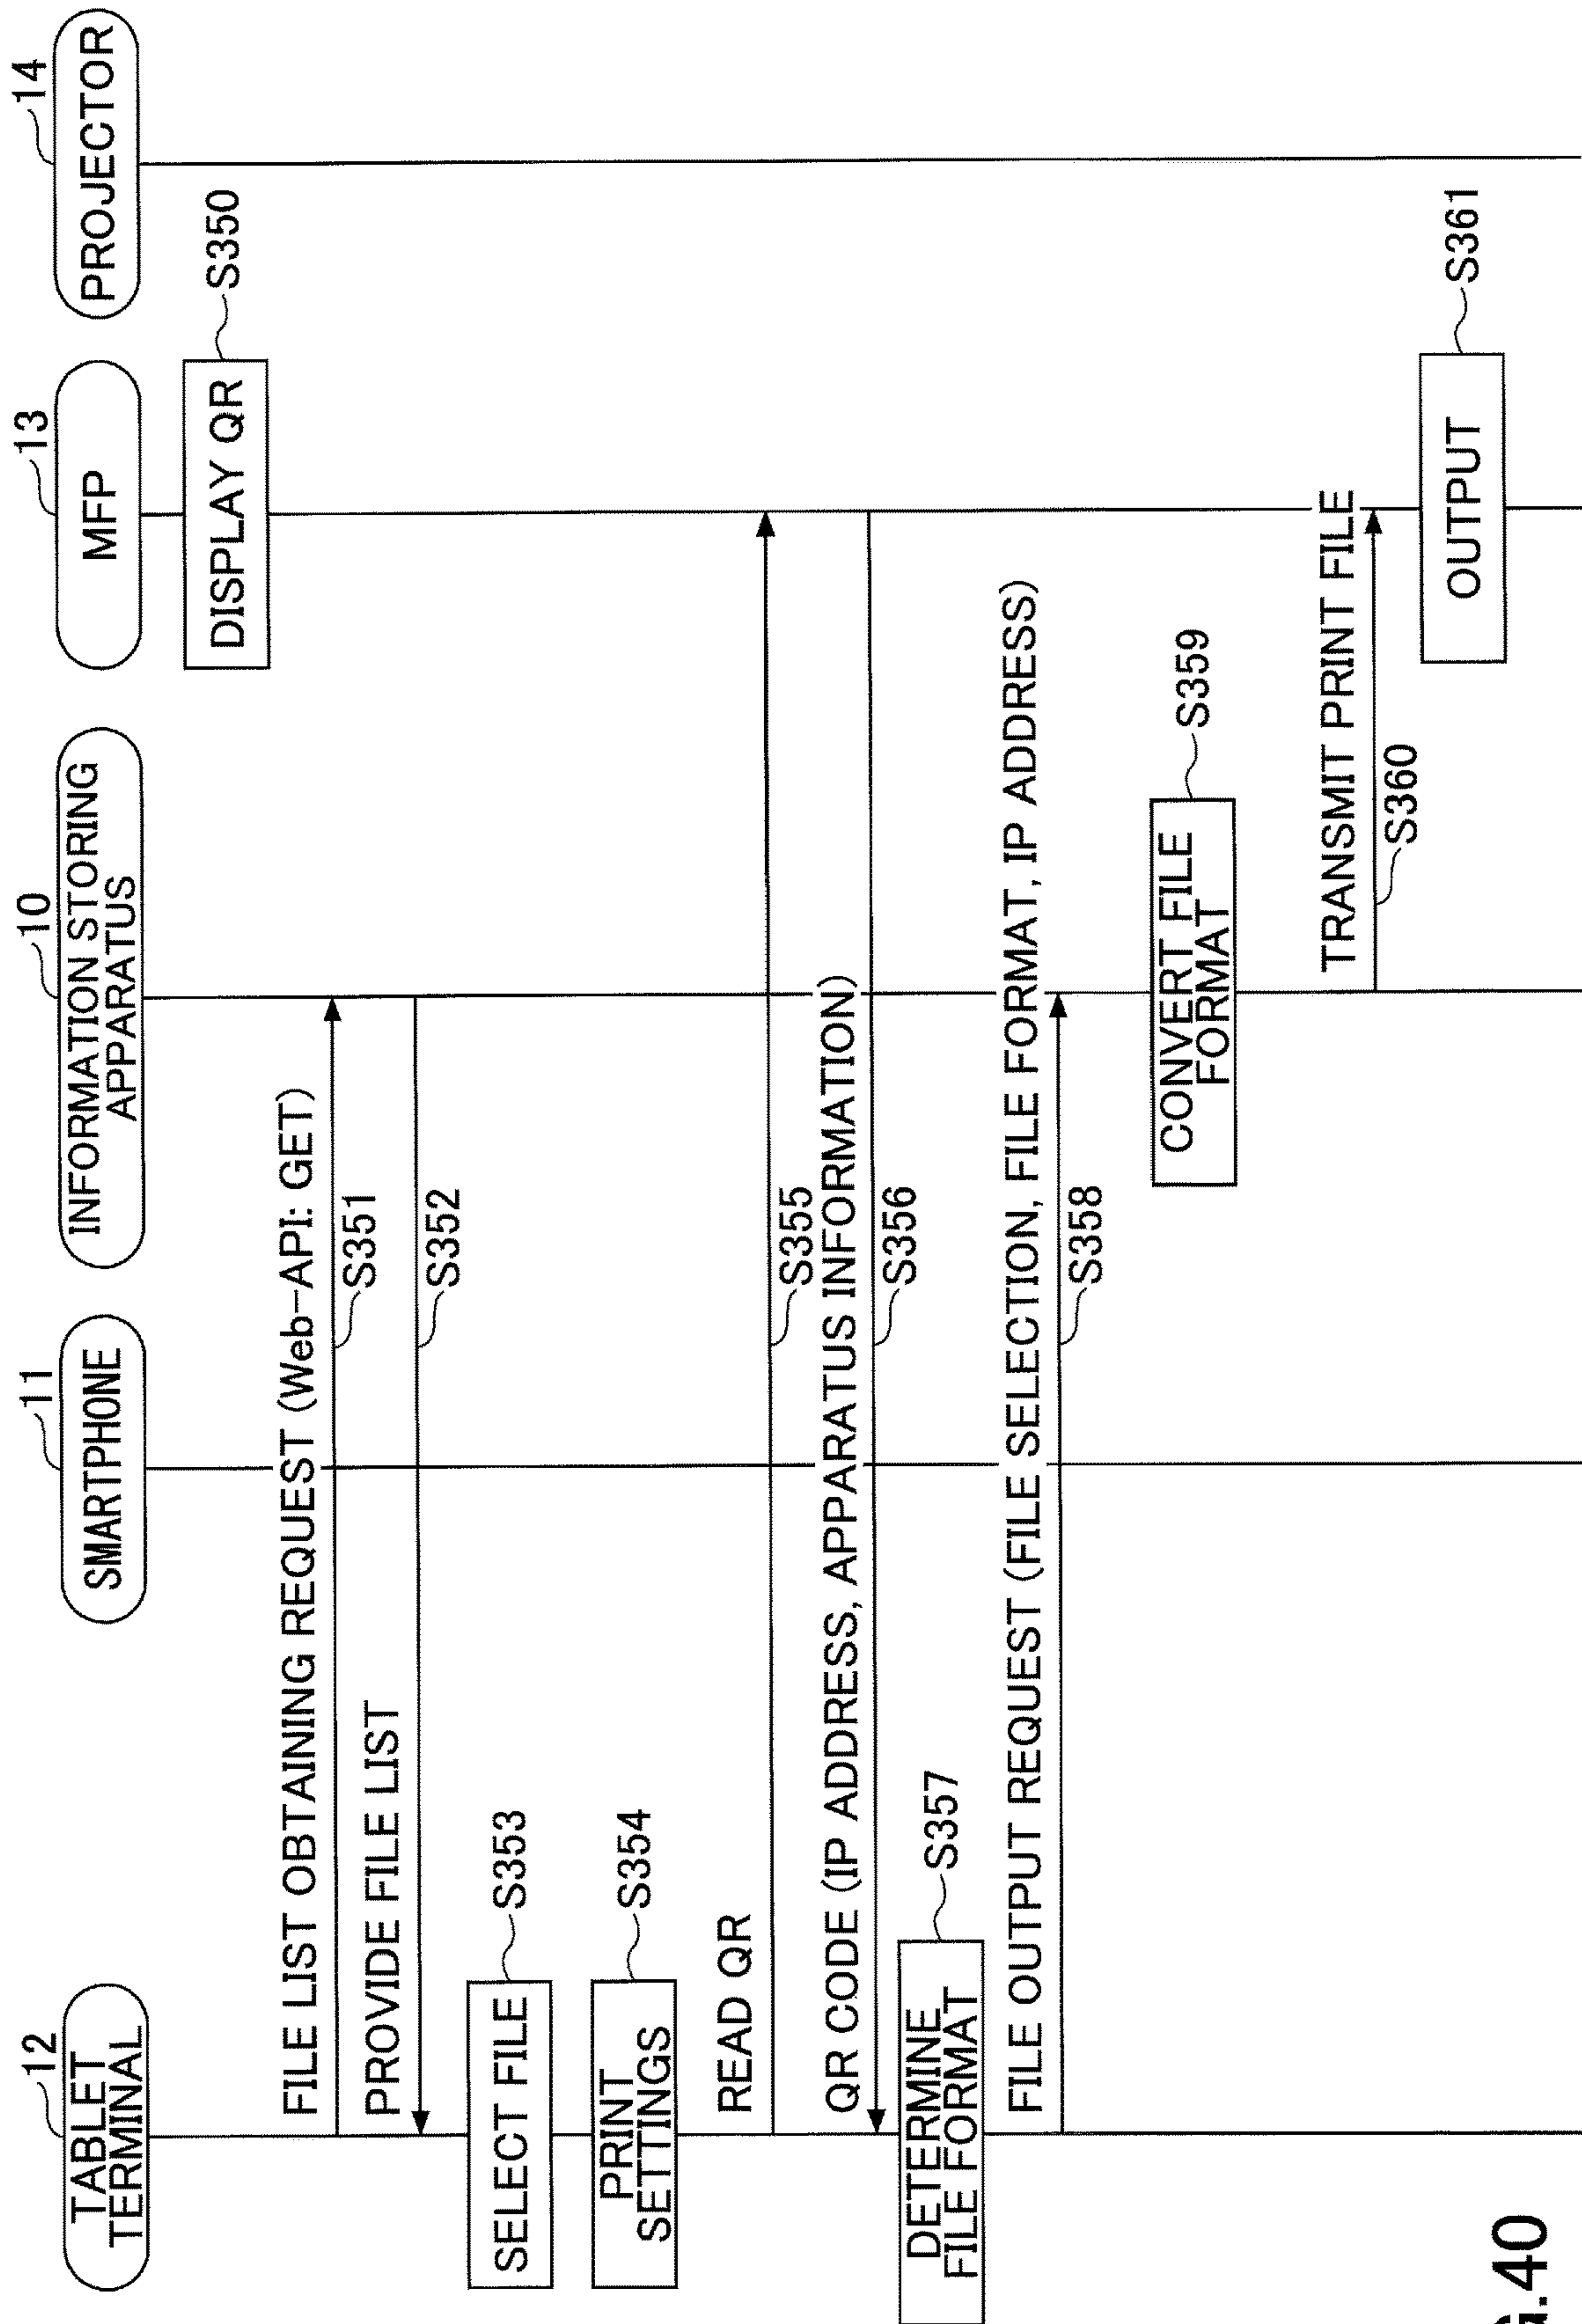 12
TABLET
TERMINAL
11
SMARTPHONE
10
INFORMATION STORING
APPARATUS
13
MFP
14
PROJECTOR
DISPLAY QR
S350
FILE LIST OBTAINING REQUEST (Web-API: GET)
S351
PROVIDE FILE LIST
S352
SELECT FILE
S353
PRINT
SETTINGS
S354
READ QR
S355
QR CODE (IP ADDRESS, APPARATUS INFORMATION)
S356
DETERMINE
FILE FORMAT
S357
FILE OUTPUT REQUEST (FILE SELECTION, FILE FORMAT, IP ADDRESS)
S358
CONVERT FILE
FORMAT
S359
TRANSMIT PRINT FILE
S360
OUTPUT
S361
G.40